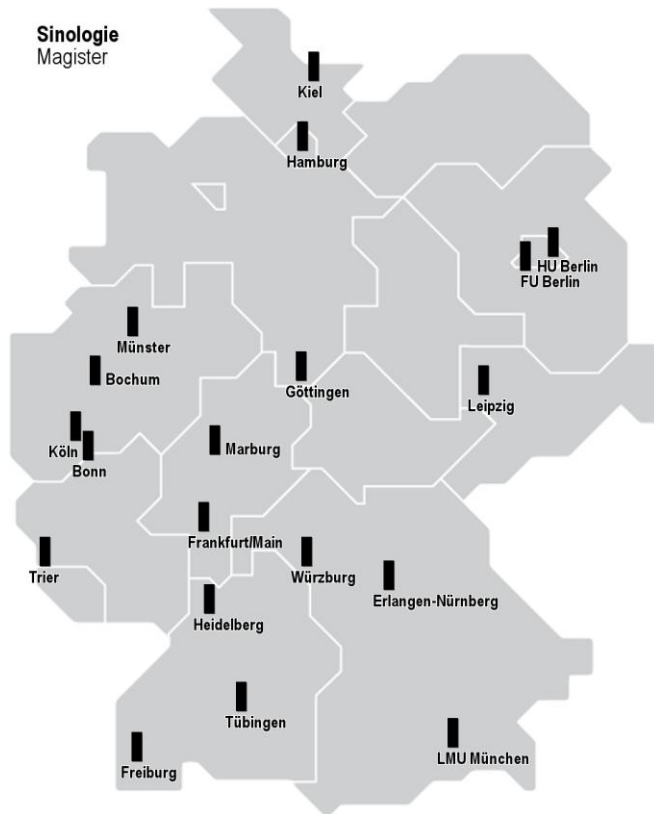 Sinologie
Magister
Kiel
Hamburg
HU Berlin
FU Berlin
Münster
Bochum
Göttingen
Leipzig
Köln
Marburg
Bonn
Frankfurt/Main
Trier
Würzburg
Erlangen-Nürnberg
Heidelberg
Tübingen
LMU München
Freiburg